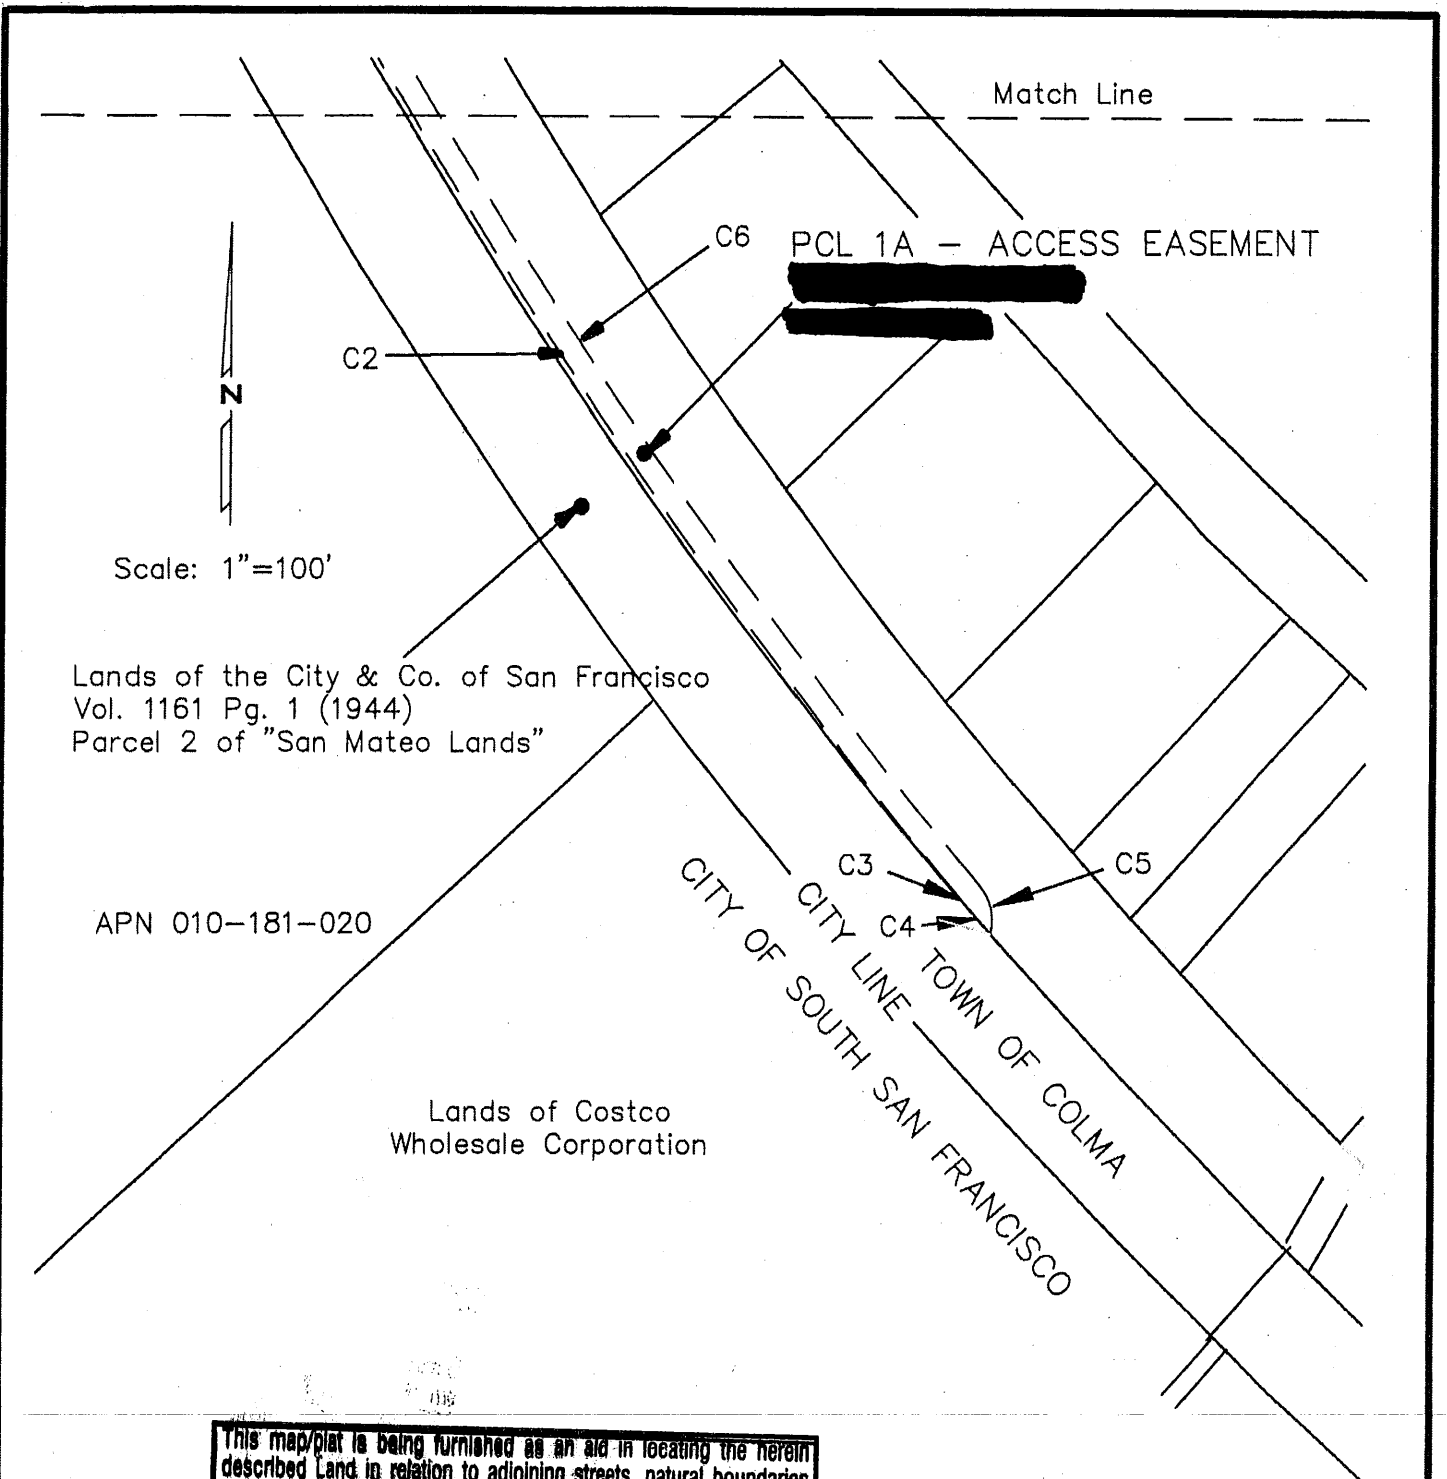 Match Line
C6
PCL 1A - ACCESS EASEMENT
C2
N
Scale: 1"=100'
Lands of the City & Co. of San Francisco
Vol. 1161 Pg. 1 (1944)
Parcel 2 of "San Mateo Lands"
C3
C5
C4
APN 010-181-020
CITY LINE
TOWN OF COLMA
CITY OF SOUTH SAN FRANCISCO
Lands of Costco
Wholesale Corporation
This map/plat is being furnished as an aid in locating the herein
described Land in relation to adjoining streets, natural boundaries